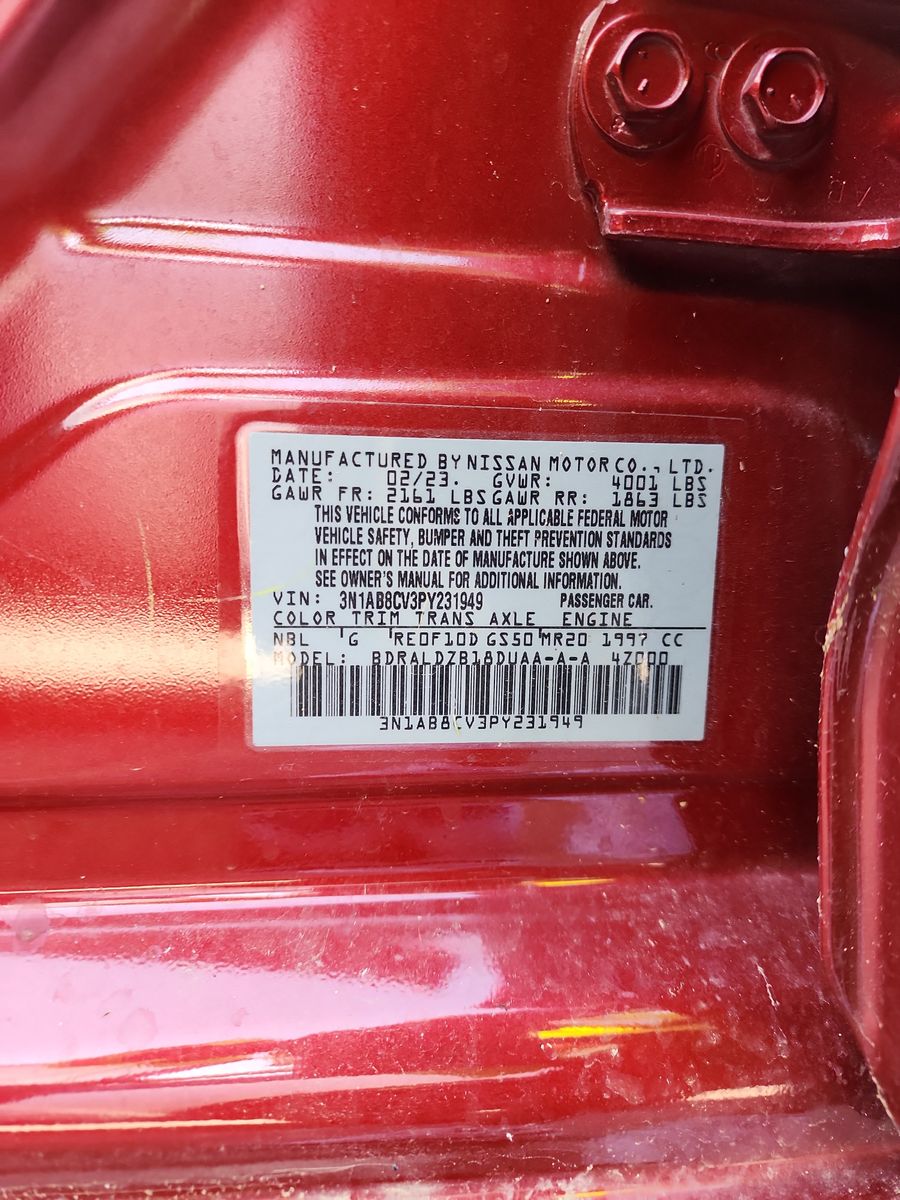 MANUFACTURED BY NISSAN MOTOR CO., LTD.
DATE: 02/23. GVWR: 4001 LBS
GAWR FR: 2161 LBS GAWR RR: 1863 LBS
THIS VEHICLE CONFORMS TO ALL APPLICABLE FEDERAL MOTOR
VEHICLE SAFETY, BUMPER AND THEFT PREVENTION STANDARDS
IN EFFECT ON THE DATE OF MANUFACTURE SHOWN ABOVE.
SEE OWNER'S MANUAL FOR ADDITIONAL INFORMATION.
VIN: 3N1AB8CV3PY231949 PASSENGER CAR.
COLOR TRIM TRANS AXLE ENGINE
NBL 'G 'RE0F10D GS50'MR20 1997 CC
MODEL: BDRALDZB18DUAA-A-A 4Z000
3N1AB8CV3PY231949